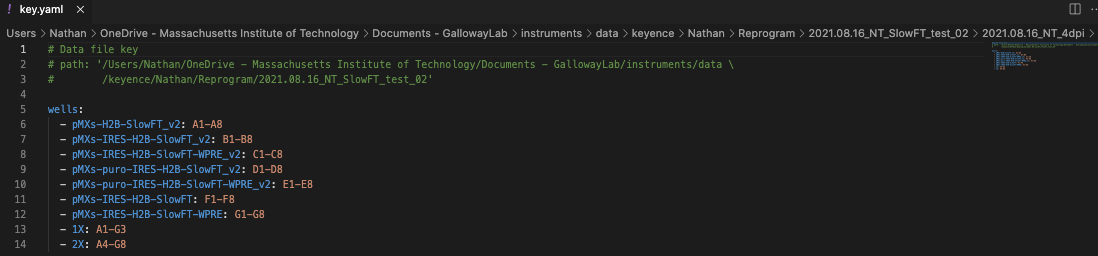 ! key.yaml ×
Users > Nathan > OneDrive - Massachusetts Institute of Technology > Documents - GallowayLab > instruments > data > keyence > Nathan > Reprogram > 2021.08.16_NT_SlowFT_test_02 > 2021.08.16_NT_4dpi >
1 # Data file key
2 # path: '/Users/Nathan/OneDrive - Massachusetts Institute of Technology/Documents - GallowayLab/instruments/data \
3 # /keyence/Nathan/Reprogram/2021.08.16_NT_SlowFT_test_02'
4
5 wells:
6 - pMXs-H2B-SlowFT_v2: A1-A8
7 - pMXs-IRES-H2B-SlowFT_v2: B1-B8
8 - pMXs-IRES-H2B-SlowFT-WPRE_v2: C1-C8
9 - pMXs-puro-IRES-H2B-SlowFT_v2: D1-D8
10 - pMXs-puro-IRES-H2B-SlowFT-WPRE_v2: E1-E8
11 - pMXs-IRES-H2B-SlowFT: F1-F8
12 - pMXs-IRES-H2B-SlowFT-WPRE: G1-G8
13 - 1X: A1-G3
14 - 2X: A4-G8